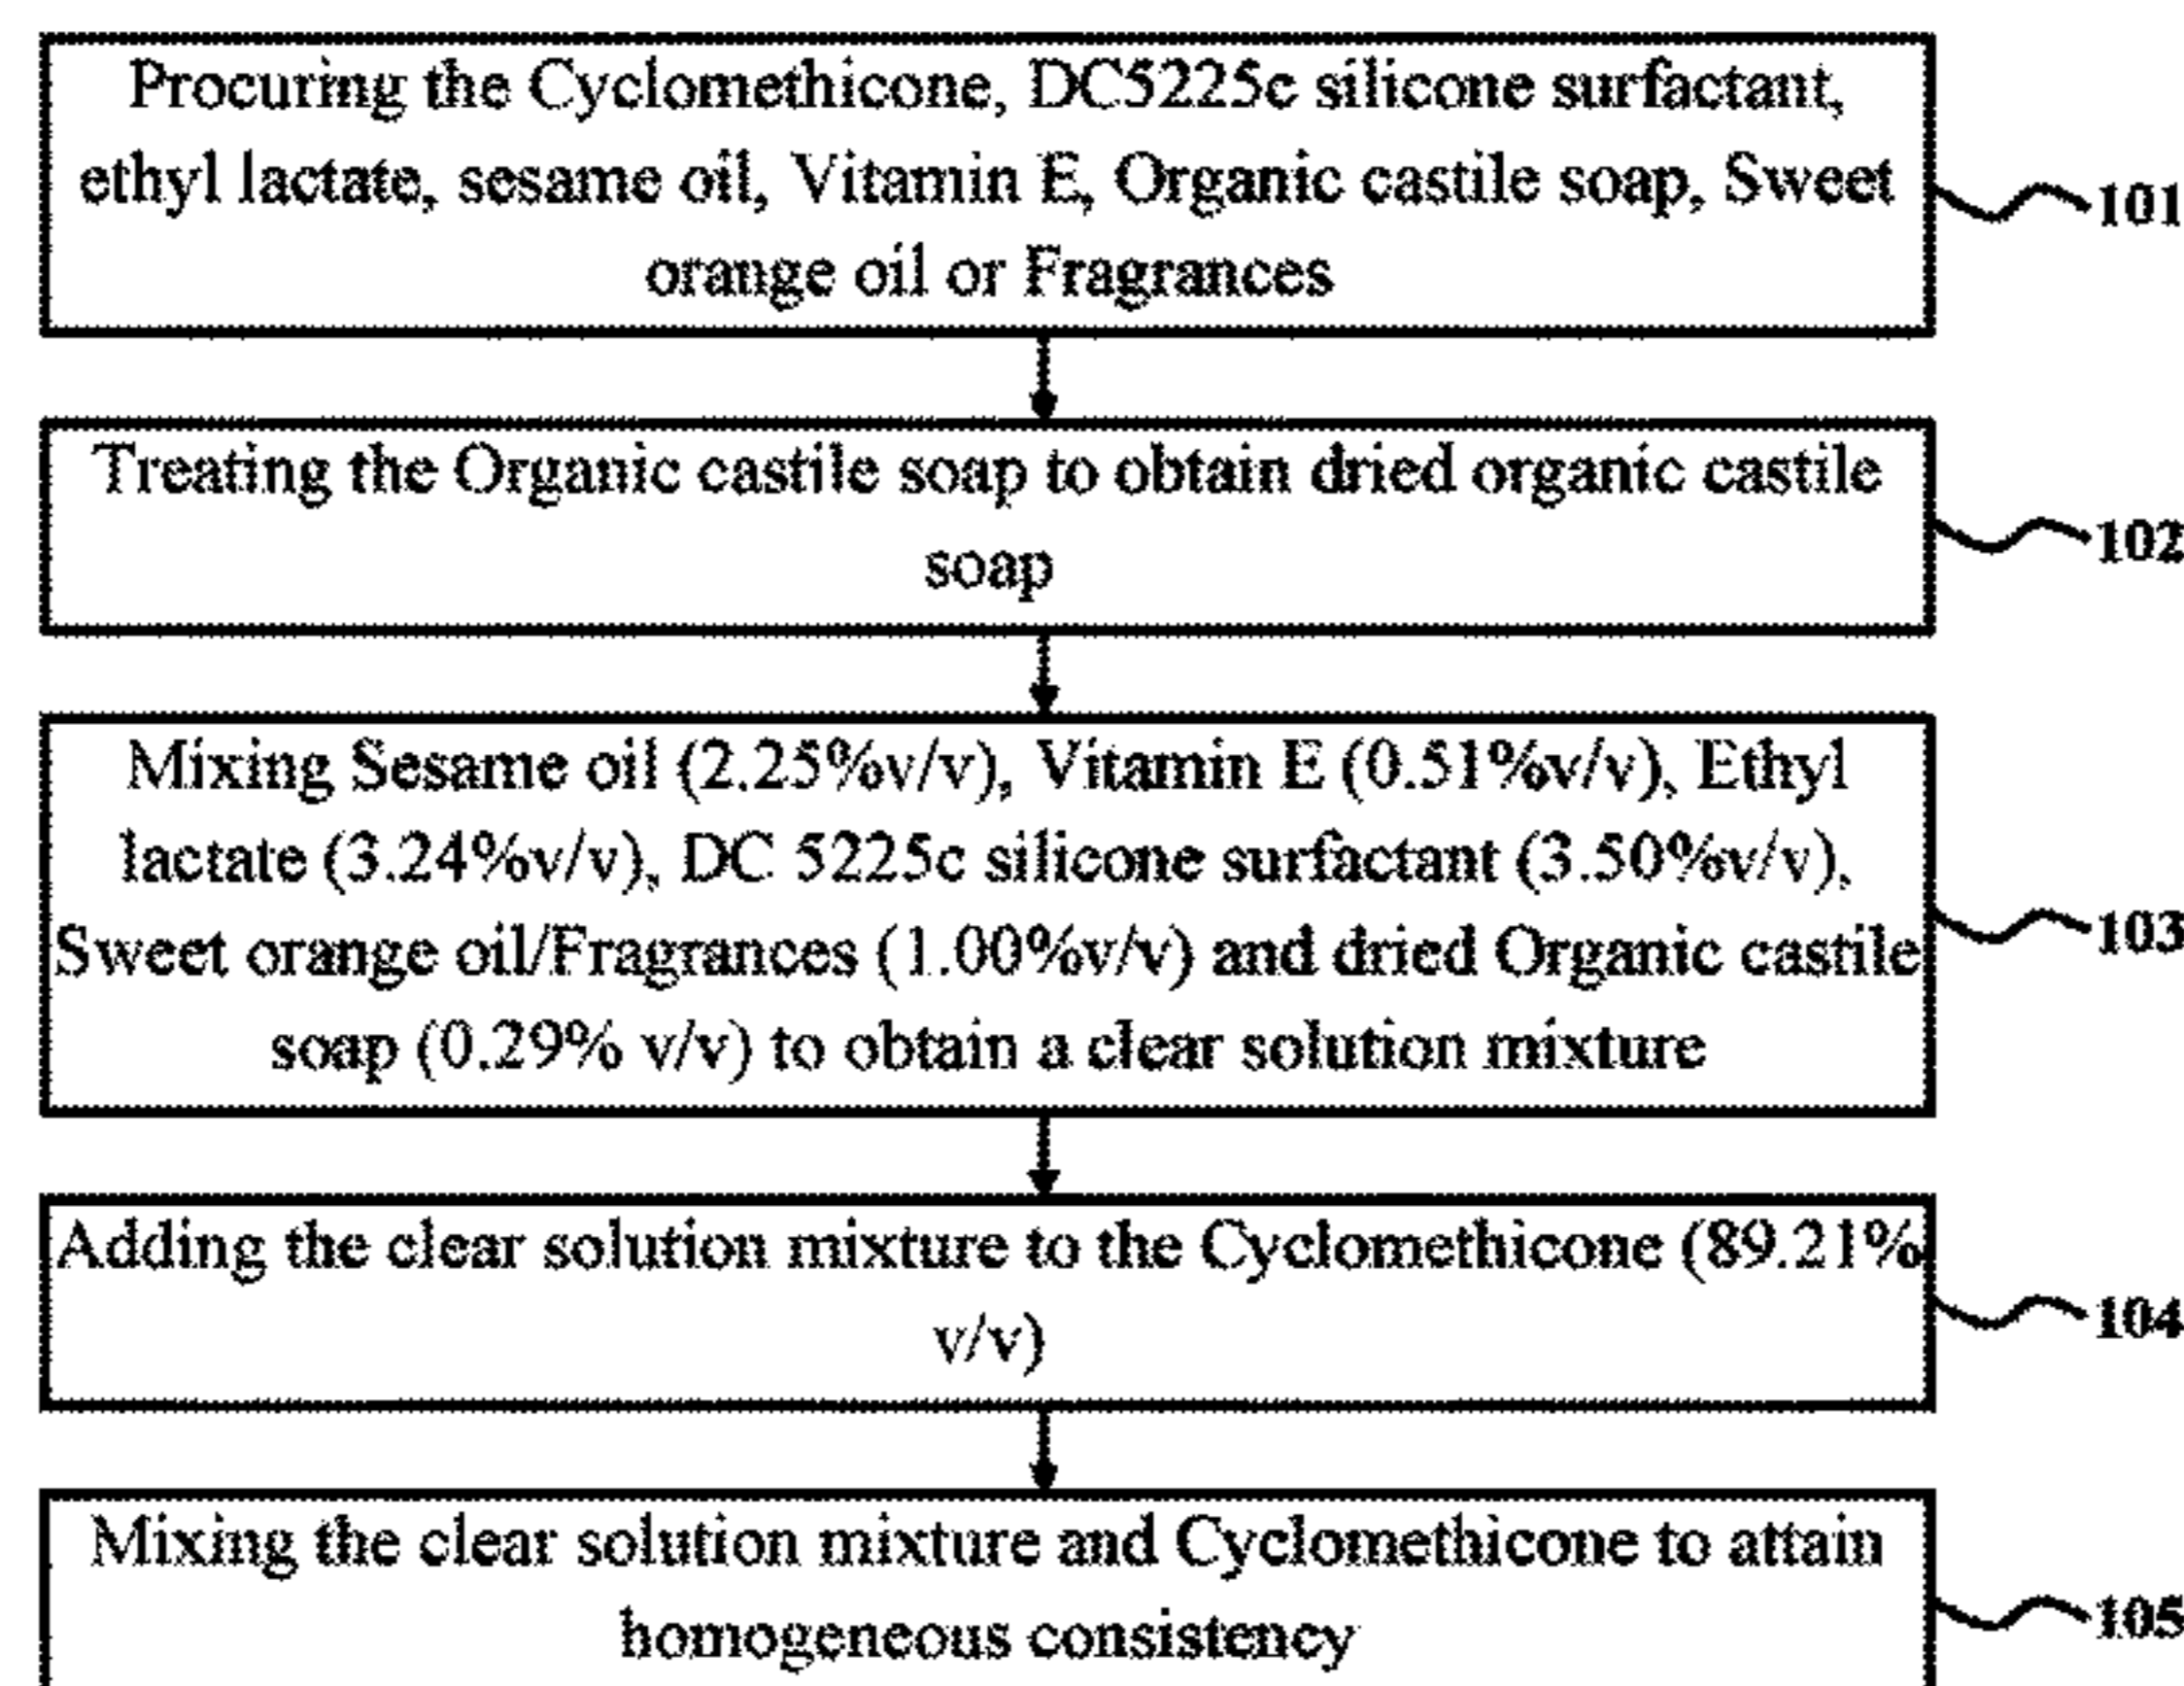 Procuring the Cyclomethicone, DC5225c silicone surfactant,
ethyl lactate, sesame oil, Vitamin E, Organic castile soap, Sweet
orange oil or Fragrances
101
Treating the Organic castile soap to obtain dried organic castile
soap
102
Mixing Sesame oil (2.25%v/v), Vitamin E (0.51%v/v), Ethyl
lactate (3.24%v/v), DC 5225c silicone surfactant (3.50%v/v),
Sweet orange oil/Fragrances (1.00%v/v) and dried Organic castile
soap (0.29% v/v) to obtain a clear solution mixture
103
Adding the clear solution mixture to the Cyclomethicone (89.21%
v/v)
104
Mixing the clear solution mixture and Cyclomethicone to attain
homogeneous consistency
105